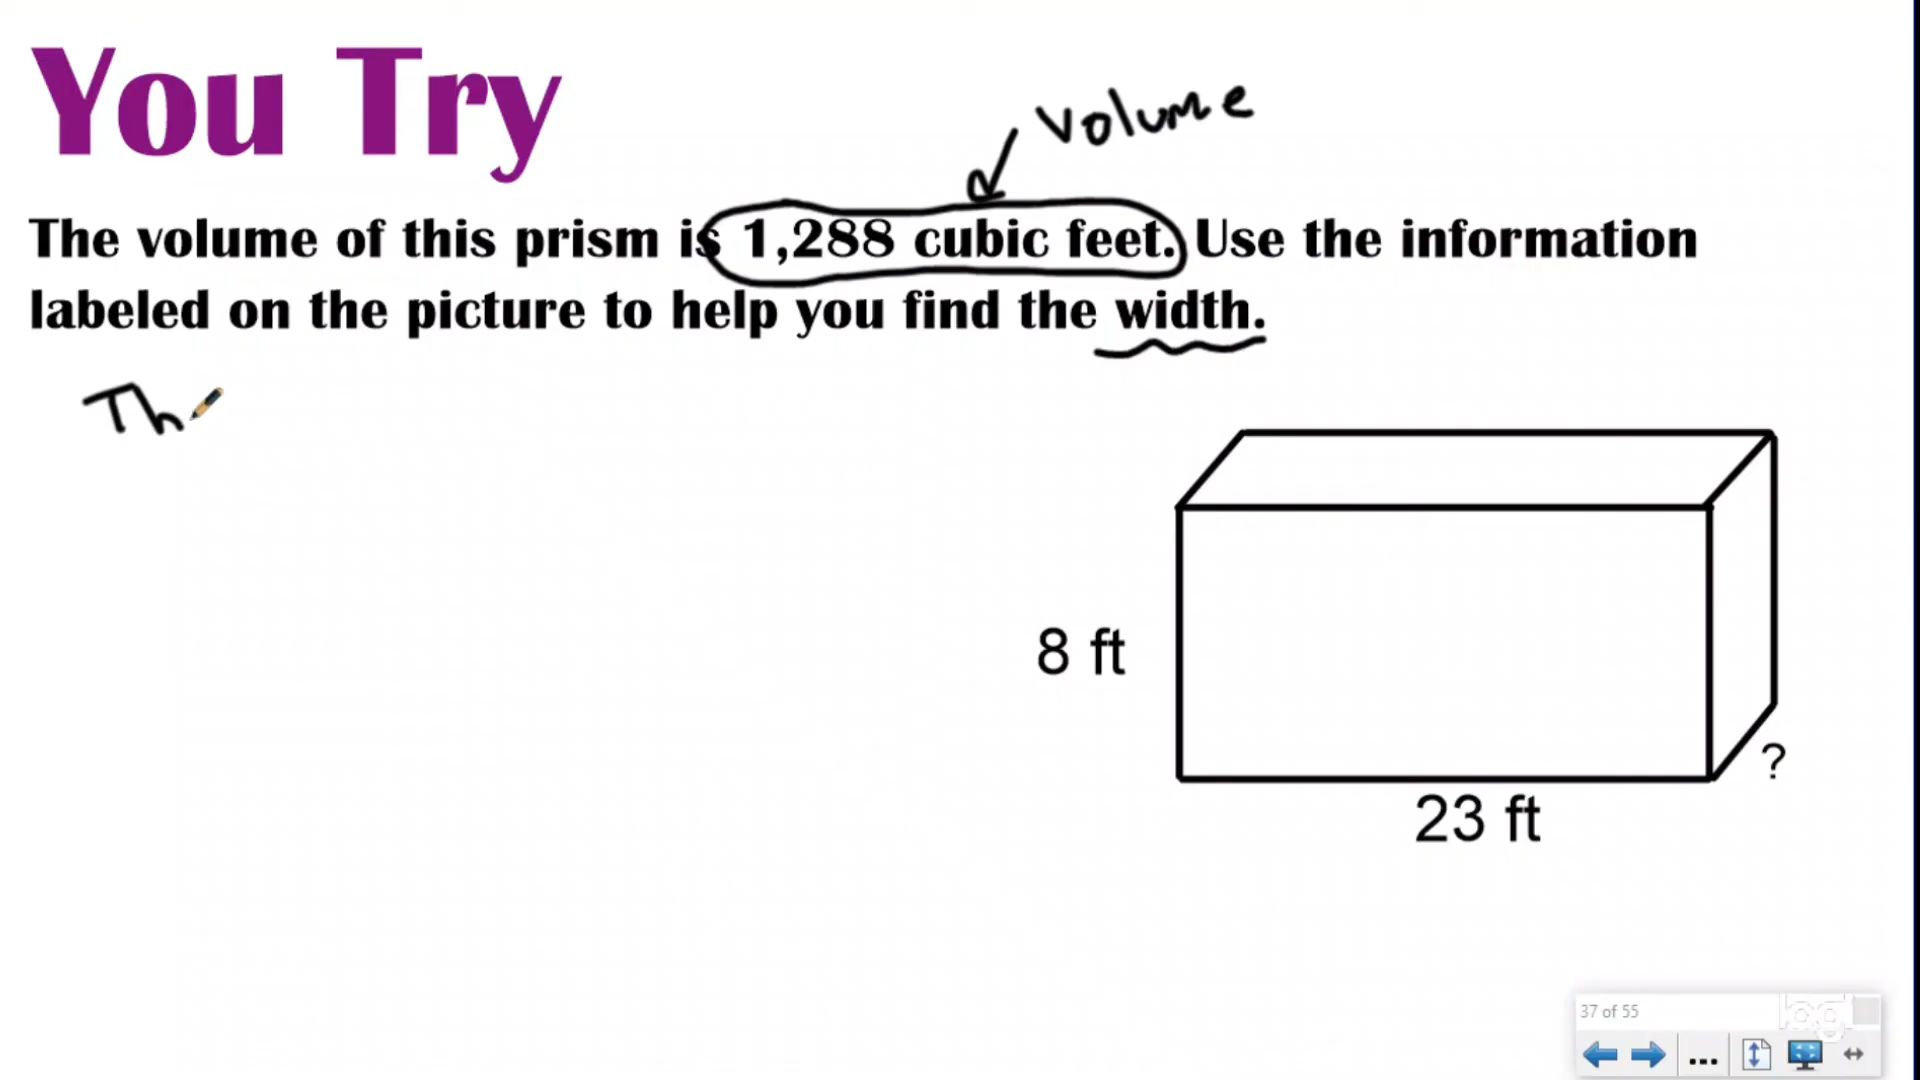 You Try
Volume
The volume of this prism is 1,288 cubic feet. Use the information
labeled on the picture to help you find the width.
Th
8 ft
?
23 ft
37 of 55
...